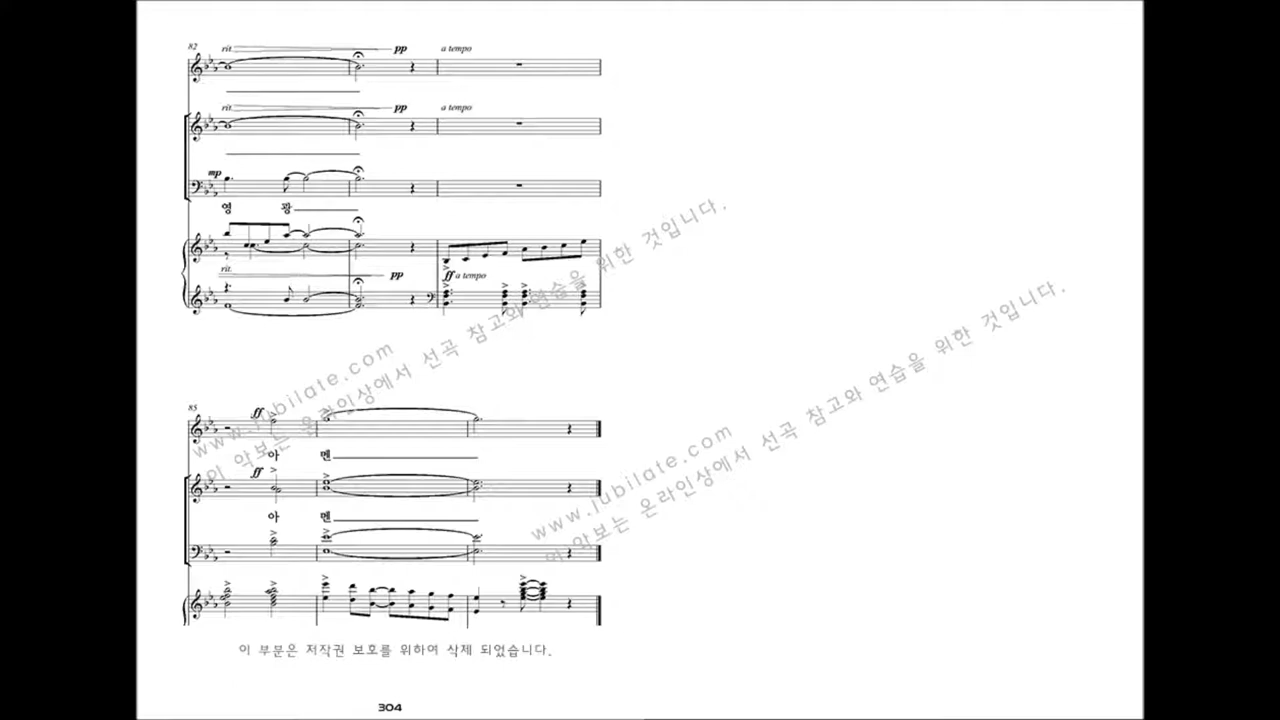 82
rit.
pp
a tempo
rit.
pp
a tempo
mp
영 광
rit.
pp
ff a tempo
85
ff
아 멘
ff
아 멘
www.jubilate.com
이 악보는 온라인상에서 선곡 참고와 연습을 위한 것입니다.
www.jubilate.com
이 악보는 온라인상에서 선곡 참고와 연습을 위한 것입니다.
이 부분은 저작권 보호를 위하여 삭제 되었습니다.
304